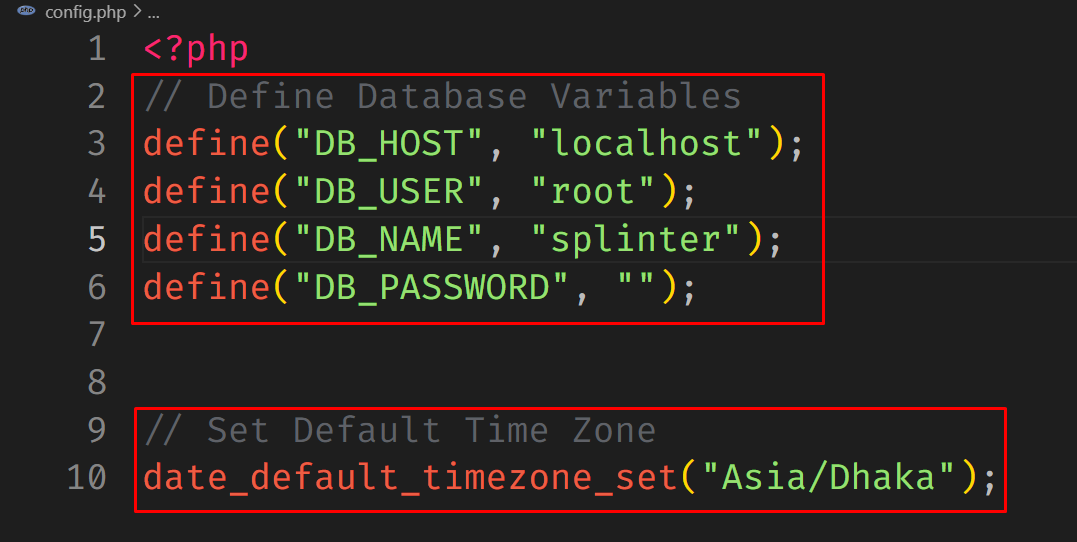 config.php > ...
1 <?php
2 // Define Database Variables
3 define("DB_HOST", "localhost");
4 define("DB_USER", "root");
5 define("DB_NAME", "splinter");
6 define("DB_PASSWORD", "");
7
8
9 // Set Default Time Zone
10 date_default_timezone_set("Asia/Dhaka");